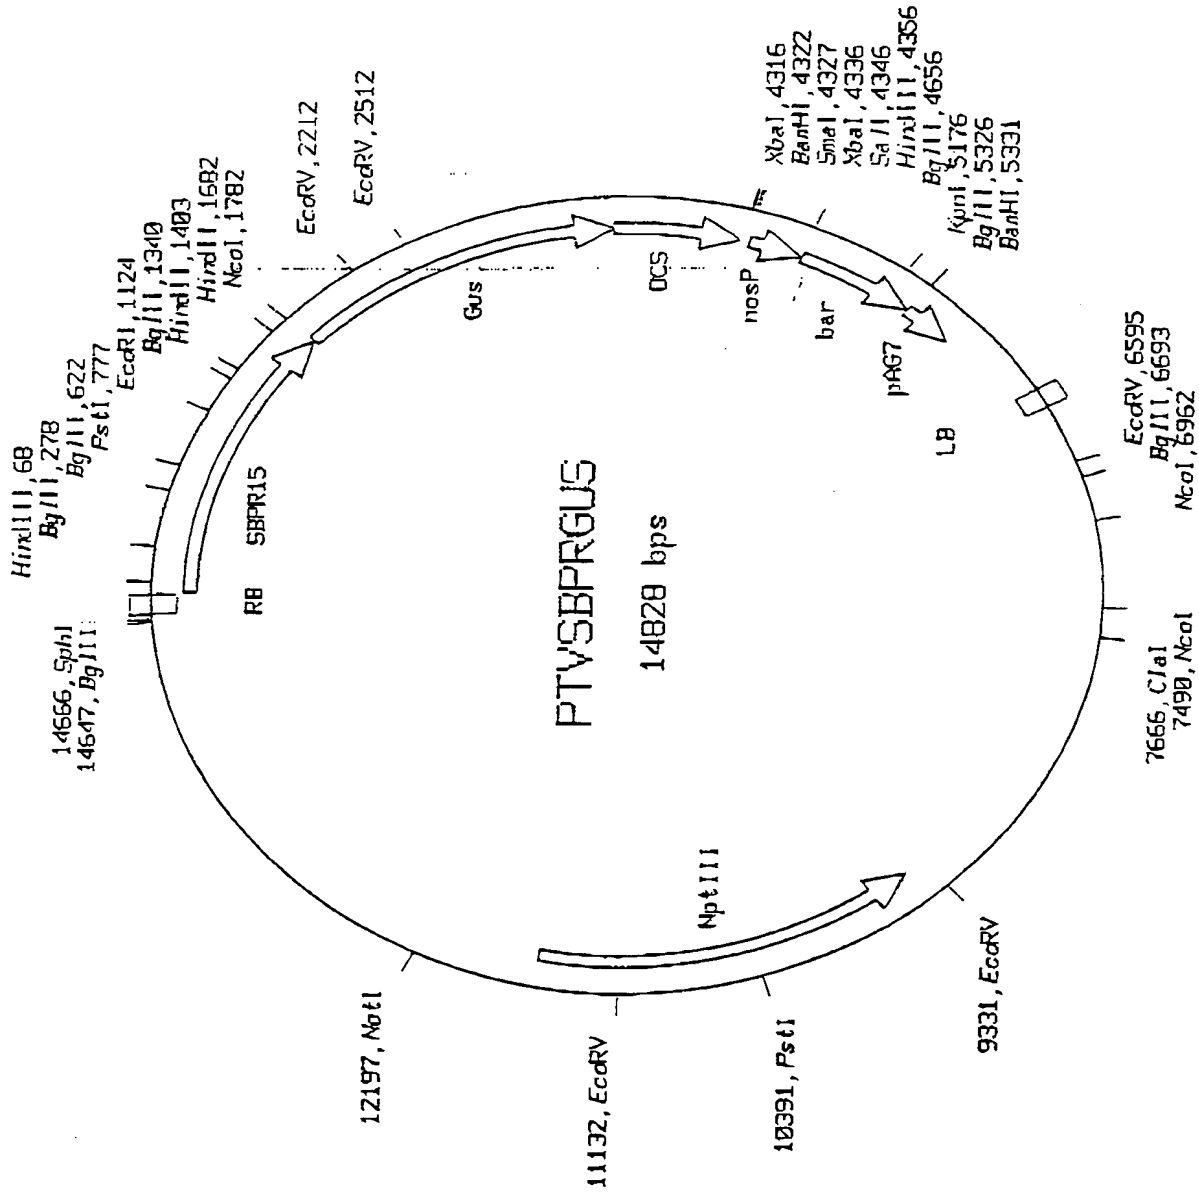 HindIII, 68
BglII, 278
BglII, 622
PstI, 777
EcoRI, 1124
BglII, 1340
HindII, 1403
HindII, 1682
NcoI, 1782
EcoRV, 2212
EcoRV, 2512
XbaI, 4316
BamHI, 4322
SmaI, 4327
XbaI, 4336
SalI, 4346
HindIII, 4356
BglII, 4656
KpnI, 5176
BglII, 5326
BamHI, 5331
EcoRV, 6595
BglII, 6693
NcoI, 6962
7666, ClaI
7490, NcoI
9331, EcoRV
10391, PstI
11132, EcoRV
12197, NotI
14666, SphI
14647, BglII
RB
SBPR15
Gus
OCS
nosP
bar
pAG7
LB
NptIII
PTVSBPRGUS
14828 bps